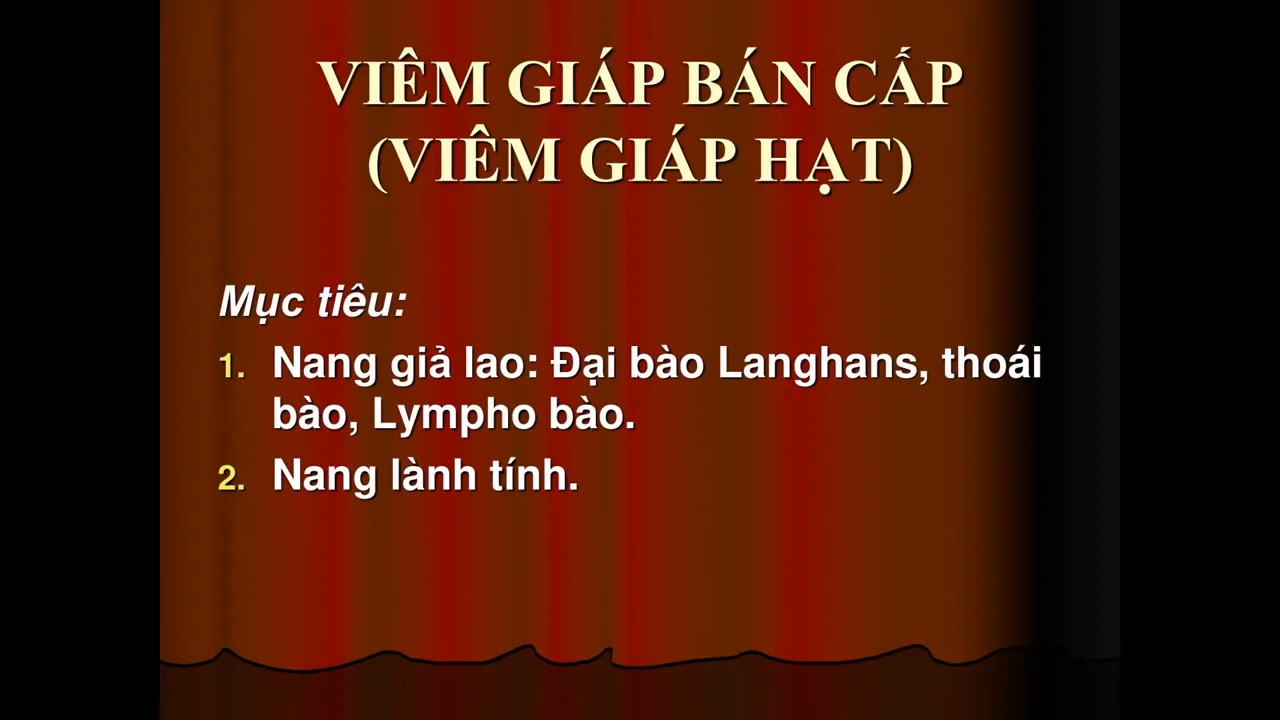 VIÊM GIÁP BÁN CẤP
(VIÊM GIÁP HẠT)
Mục tiêu:
1. Nang giả lao: Đại bào Langhans, thoái
bào, Lympho bào.
2. Nang lành tính.